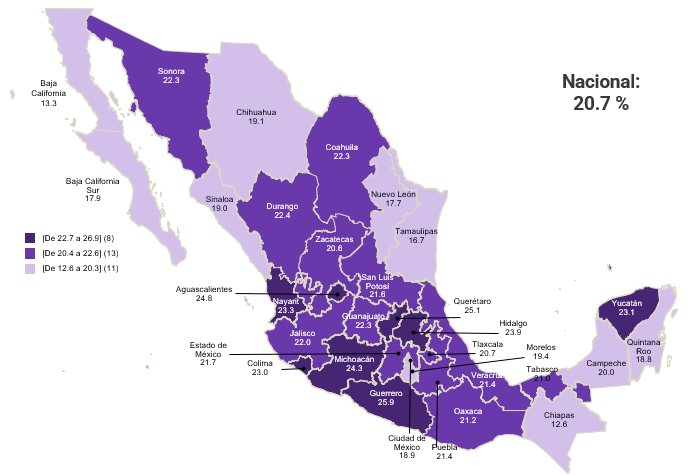 Nacional:
20.7 %
Sonora
22.3
Baja
California
13.3
Chihuahua
19.1
Coahuila
22.3
Baja California
Sur
17.9
Sinaloa
19.0
Durango
22.4
Nuevo León
17.7
Tamaulipas
16.7
Zacatecas
20.6
[De 22.7 a 26.9] (8)
[De 20.4 a 22.6] (13)
[De 12.6 a 20.3] (11)
San Luis
Potosí
21.6
Aguascalientes
24.8
Nayarit
23.3
Guanajuato
22.3
Querétaro
25.1
Hidalgo
23.9
Yucatán
23.1
Jalisco
22.0
Estado de
México
21.7
Colima
23.0
Michoacán
24.3
Tlaxcala
20.7
Morelos
19.4
Quintana
Roo
18.8
Campeche
20.0
Tabasco
21.0
Veracruz
21.4
Guerrero
25.9
Oaxaca
21.2
Chiapas
12.6
Ciudad de
México
18.9
Puebla
21.4